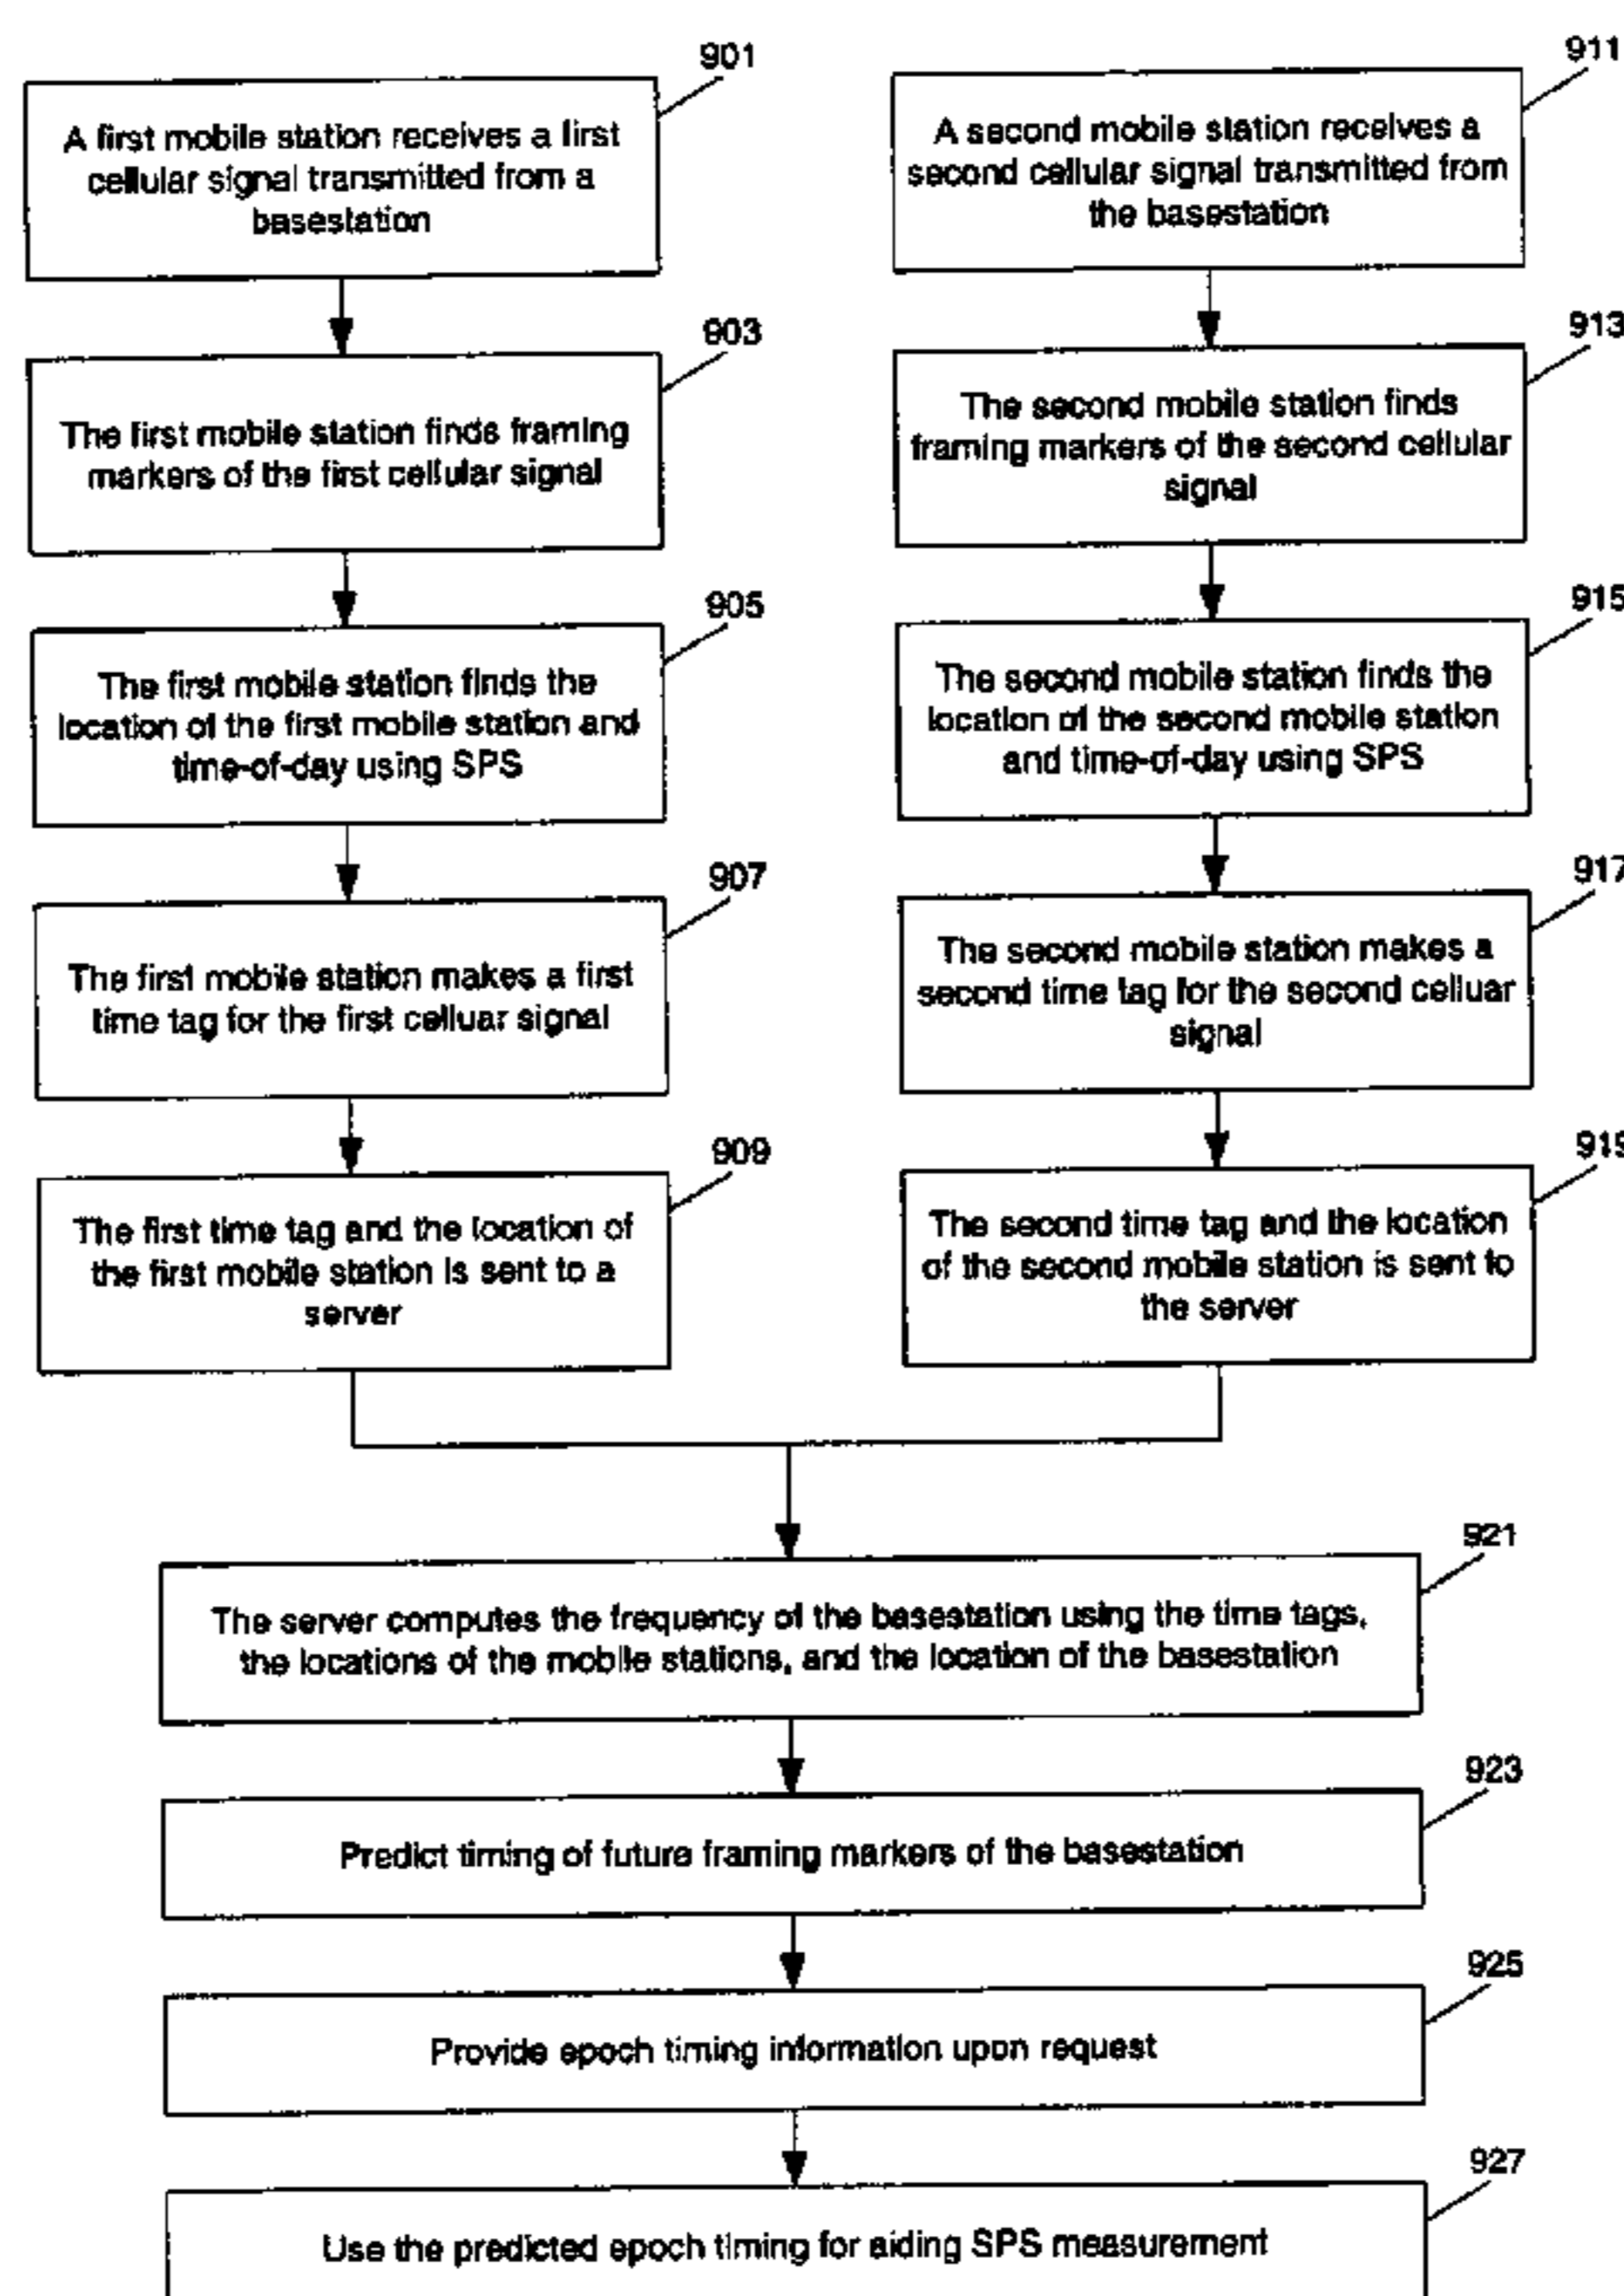 901
A first mobile station receives a first
cellular signal transmitted from a
basestation
903
The first mobile station finds framing
markers of the first cellular signal
905
The first mobile station finds the
location of the first mobile station and
time-of-day using SPS
907
The first mobile station makes a first
time tag for the first celluar signal
909
The first time tag and the location of
the first mobile station is sent to a
server
911
A second mobile station receives a
second cellular signal transmitted from
the basestation
913
The second mobile station finds
framing markers of the second cellular
signal
915
The second mobile station finds the
location of the second mobile station
and time-of-day using SPS
917
The second mobile station makes a
second time tag for the second celluar
signal
919
The second time tag and the location
of the second mobile station is sent to
the server
921
The server computes the frequency of the basestation using the time tags,
the locations of the mobile stations, and the location of the basestation
923
Predict timing of future framing markers of the basestation
925
Provide epoch timing information upon request
927
Use the predicted epoch timing for aiding SPS measurement